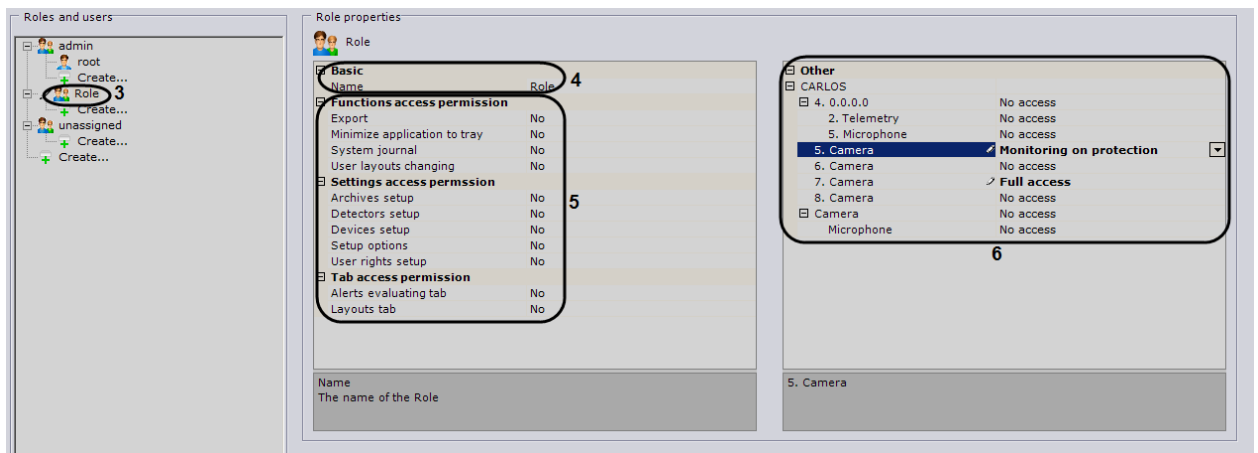 Roles and users
admin
root
Create...
Role 3
Create...
unassigned
Create...
Create...
Role properties
Role
Basic
Name Role
4
Functions access permission
Export No
Minimize application to tray No
System journal No
User layouts changing No
Settings access permssion
Archives setup No
5
Detectors setup No
Devices setup No
Setup options No
User rights setup No
Tab access permission
Alerts evaluating tab No
Layouts tab No
Name
The name of the Role
Other
CARLOS
4. 0.0.0.0 No access
2. Telemetry No access
5. Microphone No access
5. Camera Monitoring on protection
6. Camera No access
7. Camera Full access
8. Camera No access
Camera No access
Microphone No access
6
5. Camera